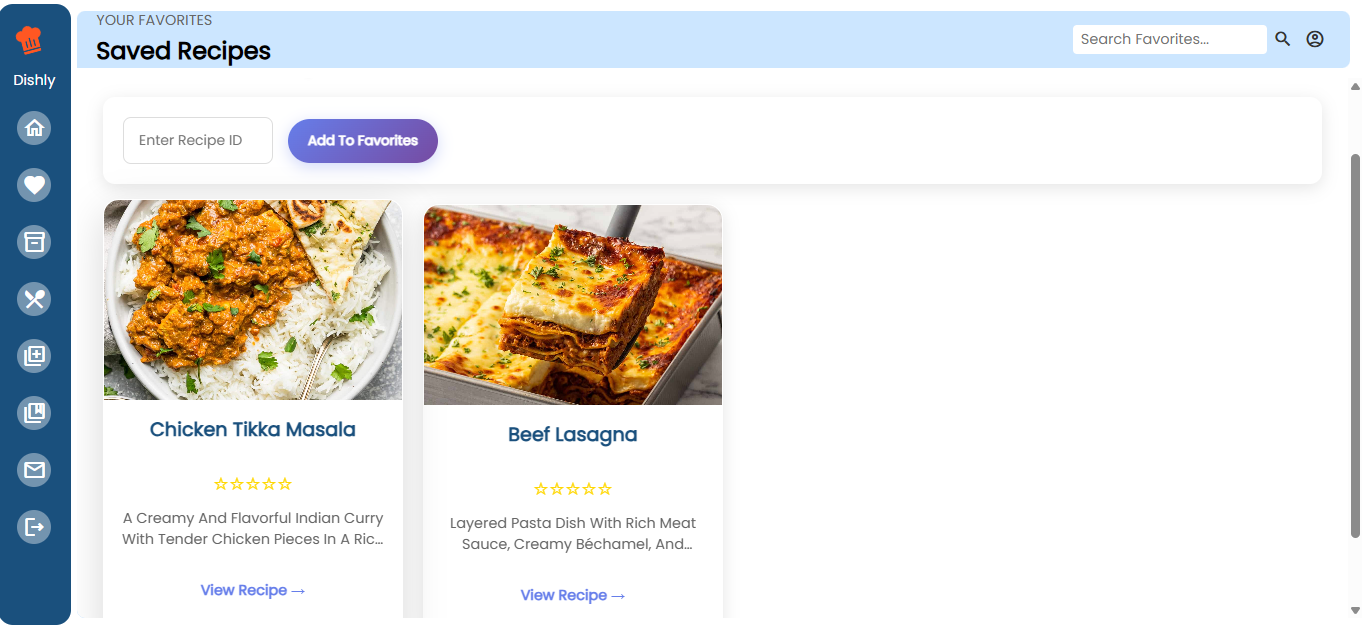 Dishly
YOUR FAVORITES
Saved Recipes
Search Favorites...
Enter Recipe ID
Add To Favorites
Chicken Tikka Masala
☆☆☆☆☆
A Creamy And Flavorful Indian Curry
With Tender Chicken Pieces In A Ric...
View Recipe →
Beef Lasagna
☆☆☆☆☆
Layered Pasta Dish With Rich Meat
Sauce, Creamy Béchamel, And...
View Recipe →